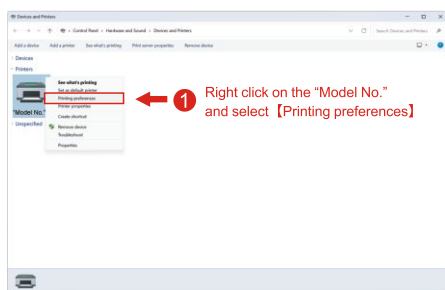 Devices and Printers
Control Panel › Hardware and Sound › Devices and Printers
Search Devices and Printers
Add a device Add a printer See what's printing Print server properties Remove device
Devices
Printers
See what's printing
Set as default printer
Printing preferences
Printer properties
Create shortcut
Remove device
Troubleshoot
Properties
"Model No."
Unspecified
1
Right click on the “Model No.”
and select【Printing preferences】